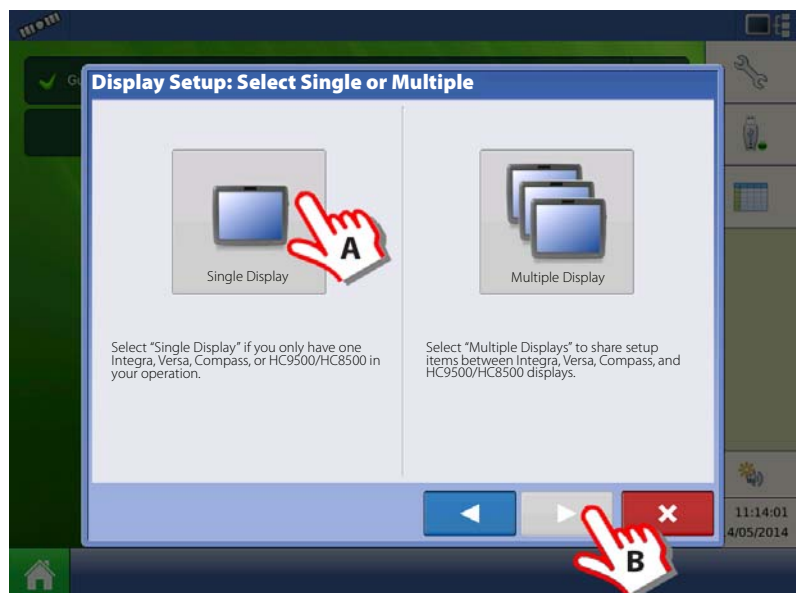 Gu
Display Setup: Select Single or Multiple
A
Single Display
Multiple Display
Select "Single Display" if you only have one
Integra, Versa, Compass, or HC9500/HC8500 in
your operation.
Select "Multiple Displays" to share setup
items between Integra, Versa, Compass, and
HC9500/HC8500 displays.
11:14:01
4/05/2014
B